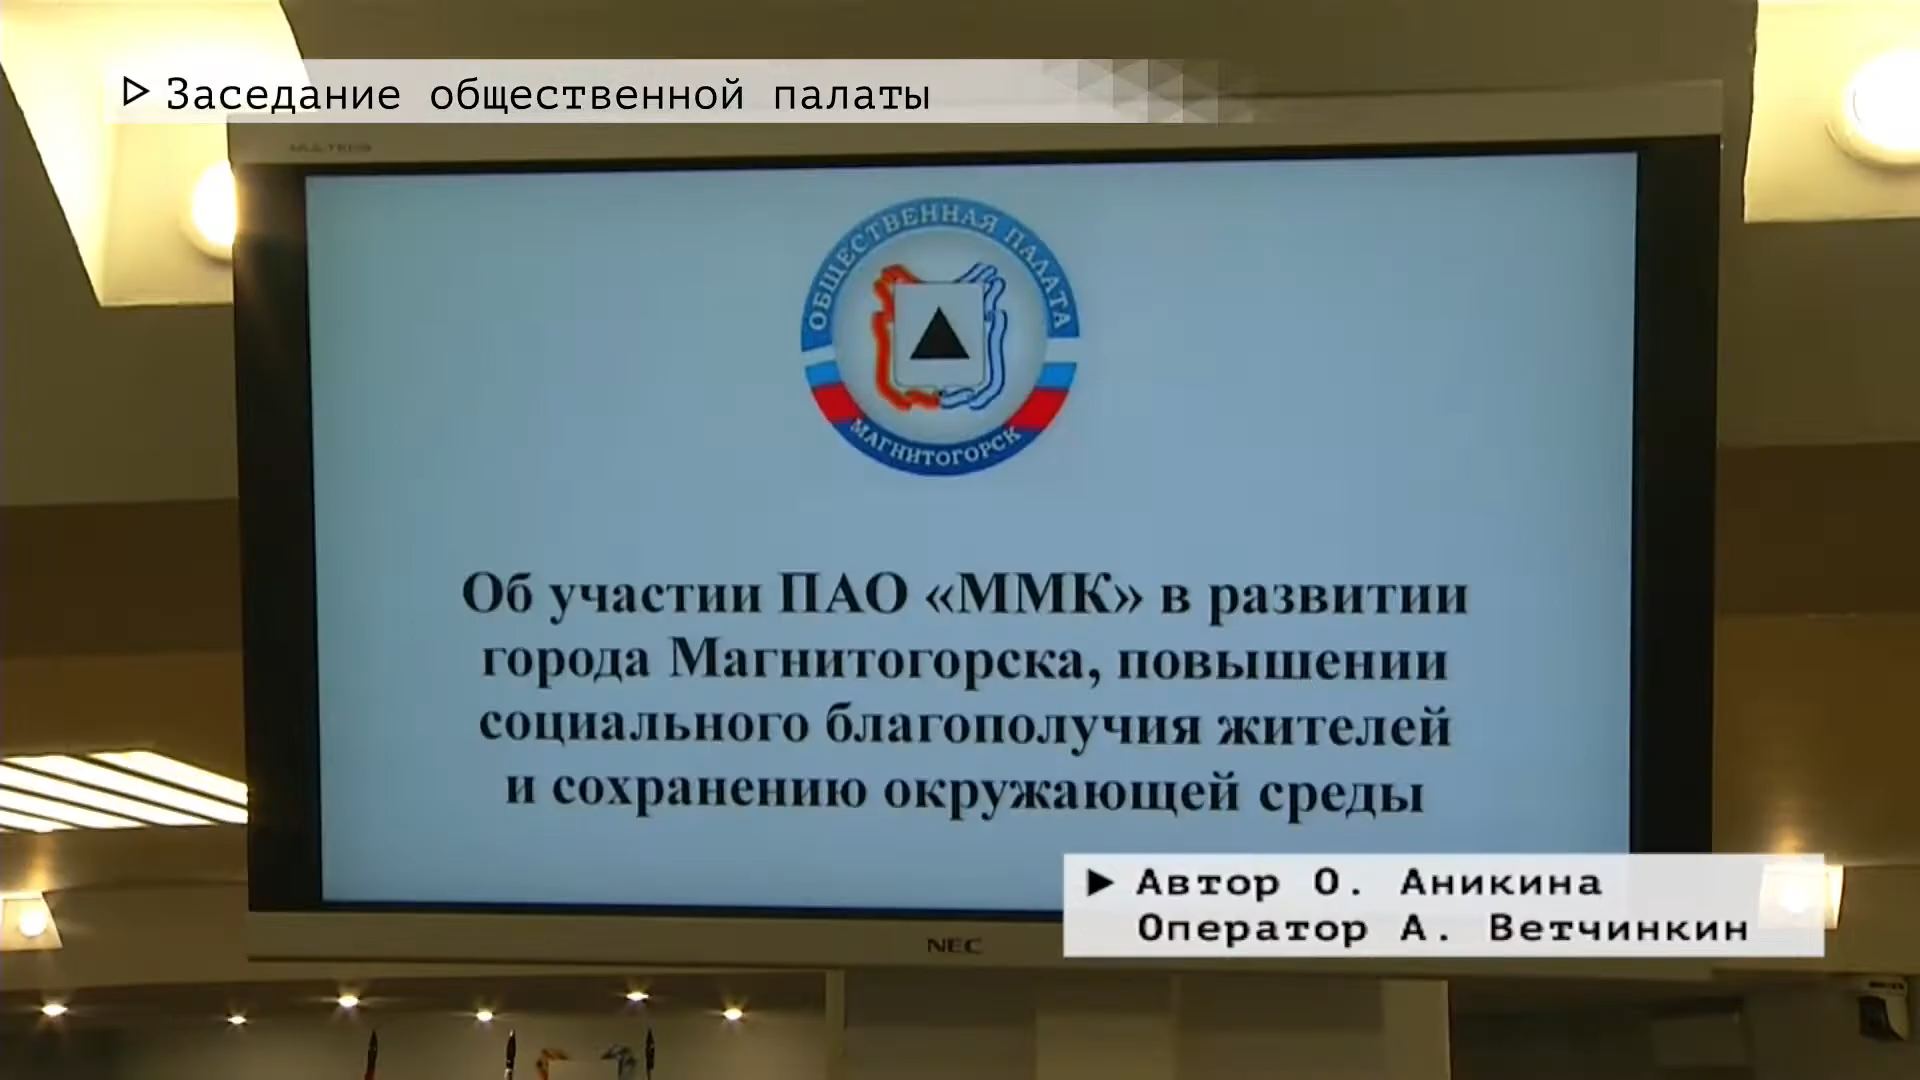 Заседание общественной палаты
ОБЩЕСТВЕННАЯ ПАЛАТА
МАГНИТОГОРСК
Об участии ПАО «ММК» в развитии
города Магнитогорска, повышении
социального благополучия жителей
и сохранению окружающей среды
Автор О. Аникина
Оператор А. Ветчинкин
NEC